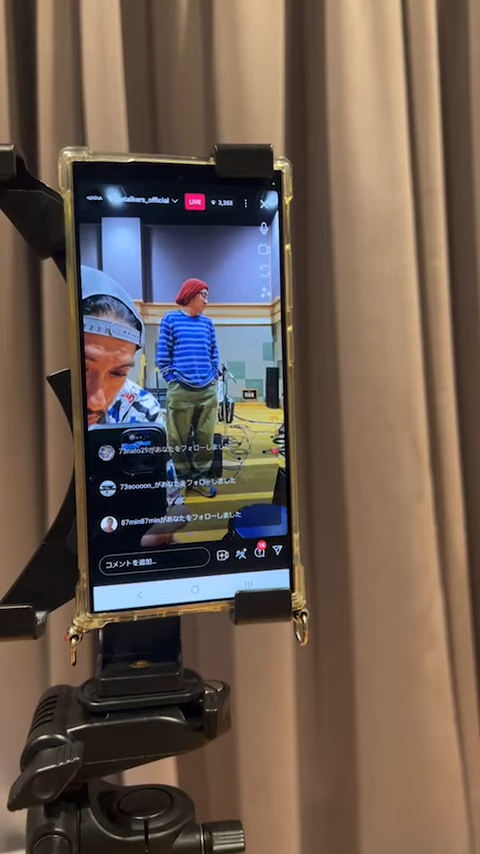 talkers_official
LIVE
73nato29があなたをフォローしました
73aoooon_があなたをフォローしました
87min87minがあなたをフォローしました
コメントを追加...